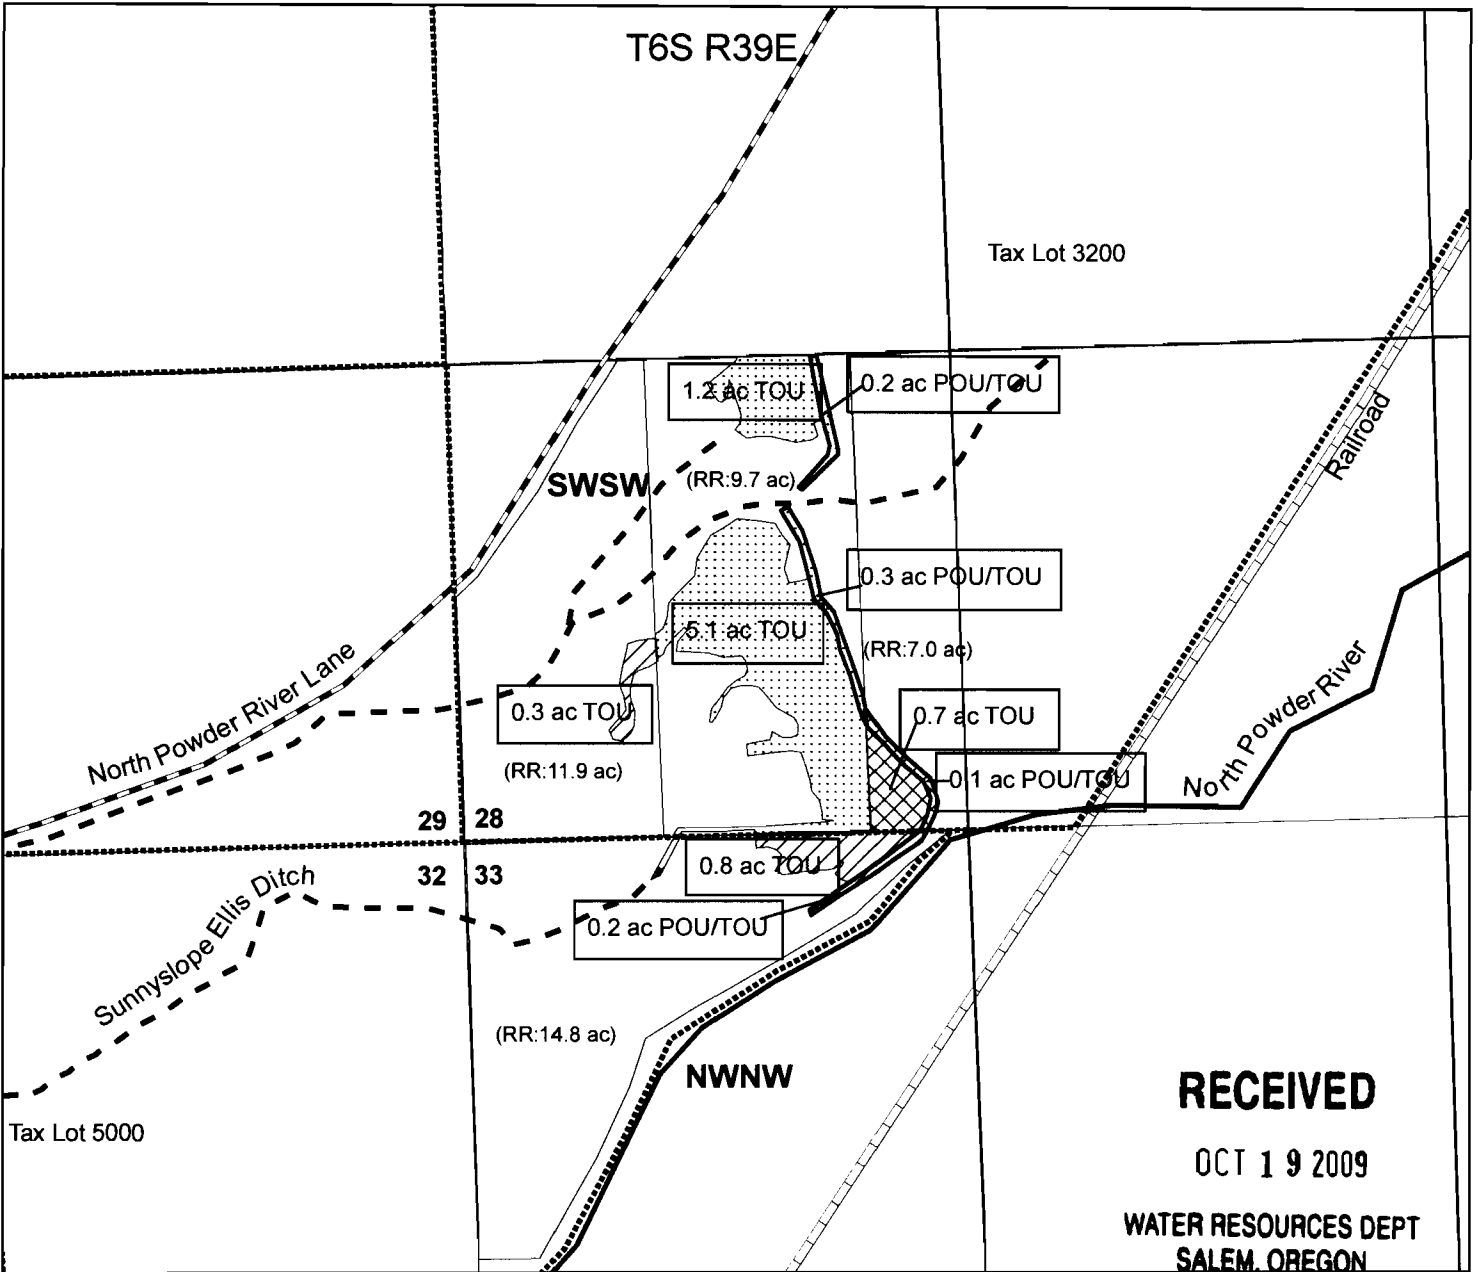 T6S R39E
Tax Lot 3200
1.2 ac TOU
0.2 ac POU/TOU
Railroad
SWSW
(RR:9.7 ac)
0.3 ac POU/TOU
5.1 ac TOU
(RR:7.0 ac)
North Powder River Lane
0.3 ac TOU
0.7 ac TOU
North Powder River
(RR:11.9 ac)
0.1 ac POU/TOU
29 28
32 33
0.8 ac TOU
Sunnyslope Ellis Ditch
0.2 ac POU/TOU
(RR:14.8 ac)
NWNW
RECEIVED
OCT 19 2009
Tax Lot 5000
WATER RESOURCES DEPT
SALEM, OREGON